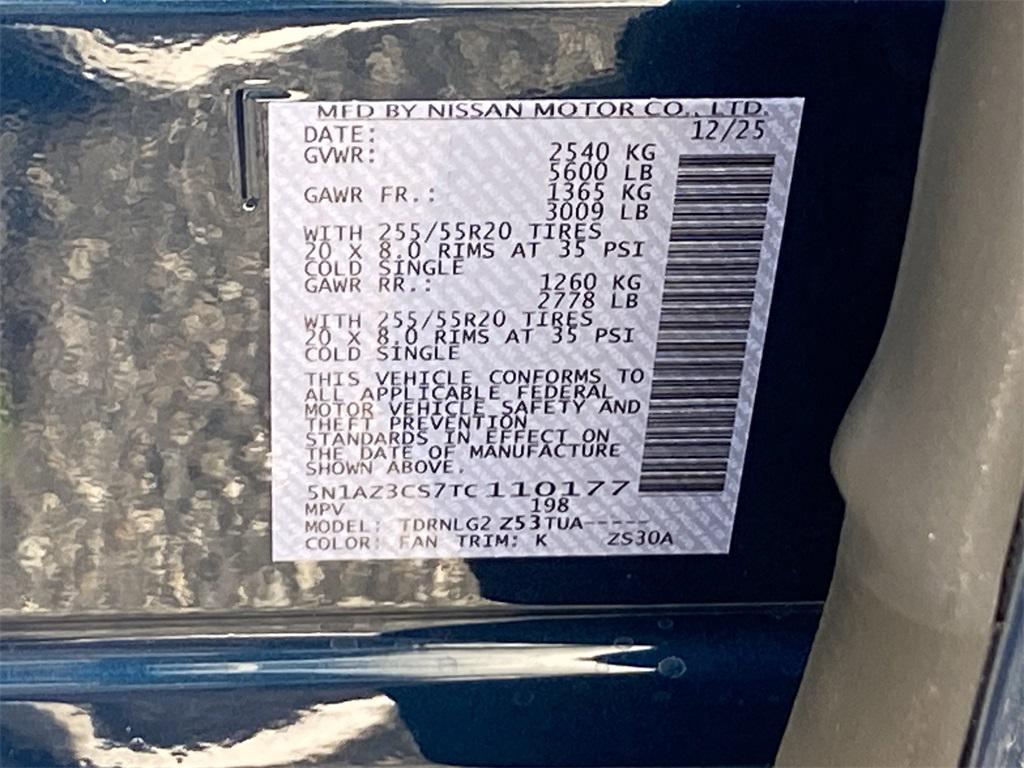 MFD BY NISSAN MOTOR CO., LTD.
DATE: 12/25
GVWR: 2540 KG
5600 LB
GAWR FR.: 1365 KG
3009 LB
WITH 255/55R20 TIRES
20 X 8.0 RIMS AT 35 PSI
COLD SINGLE
GAWR RR.: 1260 KG
2778 LB
WITH 255/55R20 TIRES
20 X 8.0 RIMS AT 35 PSI
COLD SINGLE
THIS VEHICLE CONFORMS TO
ALL APPLICABLE FEDERAL
MOTOR VEHICLE SAFETY AND
THEFT PREVENTION
STANDARDS IN EFFECT ON
THE DATE OF MANUFACTURE
SHOWN ABOVE.
5N1AZ3CS7TC110177
MPV 198
MODEL: TDRNLG2 Z53TUA-----
COLOR: FAN TRIM: K ZS30A